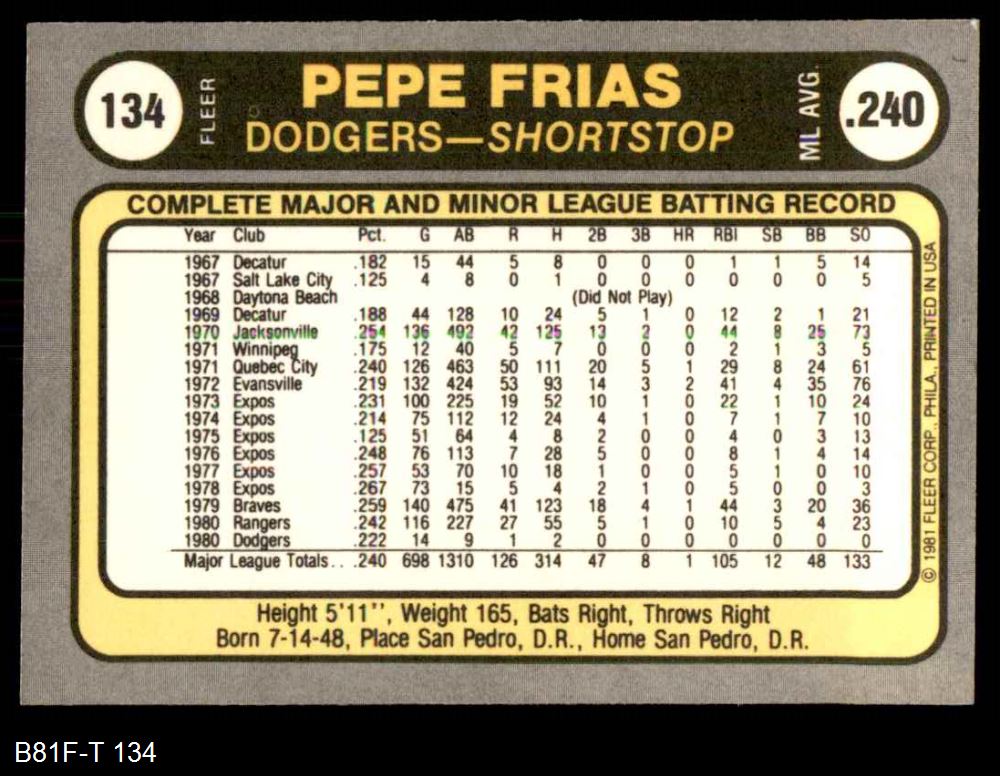 134
FLEER
PEPE FRIAS
DODGERS—SHORTSTOP
ML AVG.
.240
COMPLETE MAJOR AND MINOR LEAGUE BATTING RECORD
Year Club Pct. G AB R H 2B 3B HR RBI SB BB SO
1967 Decatur .182 15 44 5 8 0 0 0 1 1 5 14
1967 Salt Lake City .125 4 8 0 1 0 0 0 0 0 0 5
1968 Daytona Beach (Did Not Play)
1969 Decatur .188 44 128 10 24 5 1 0 12 2 1 21
1970 Jacksonville .254 136 492 42 125 13 2 0 44 8 25 73
1971 Winnipeg .175 12 40 5 7 0 0 0 2 1 3 5
1971 Quebec City .240 126 463 50 111 20 5 1 29 8 24 61
1972 Evansville .219 132 424 53 93 14 3 2 41 4 35 76
1973 Expos .231 100 225 19 52 10 1 0 22 1 10 24
1974 Expos .214 75 112 12 24 4 1 0 7 1 7 10
1975 Expos .125 51 64 4 8 2 0 0 4 0 3 13
1976 Expos .248 76 113 7 28 5 0 0 8 1 4 14
1977 Expos .257 53 70 10 18 1 0 0 5 1 0 10
1978 Expos .267 73 15 5 4 2 1 0 5 0 0 3
1979 Braves .259 140 475 41 123 18 4 1 44 3 20 36
1980 Rangers .242 116 227 27 55 5 1 0 10 5 4 23
1980 Dodgers .222 14 9 1 2 0 0 0 0 0 0 0
Major League Totals. . .240 698 1310 126 314 47 8 1 105 12 48 133
© 1981 FLEER CORP., PHILA., PRINTED IN USA
Height 5'11'', Weight 165, Bats Right, Throws Right
Born 7-14-48, Place San Pedro, D.R., Home San Pedro, D.R.
B81F-T 134